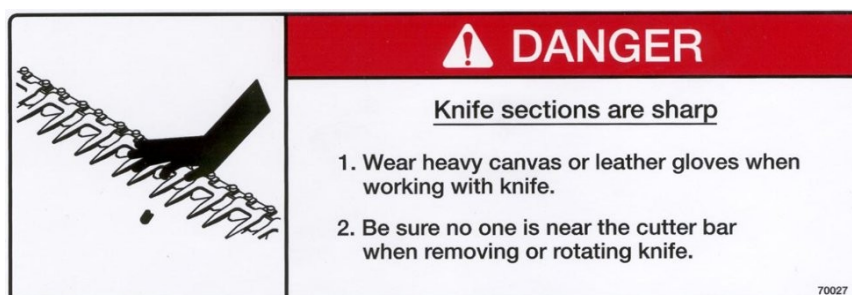 DANGER
Knife sections are sharp
1. Wear heavy canvas or leather gloves when
working with knife.
2. Be sure no one is near the cutter bar
when removing or rotating knife.
70027